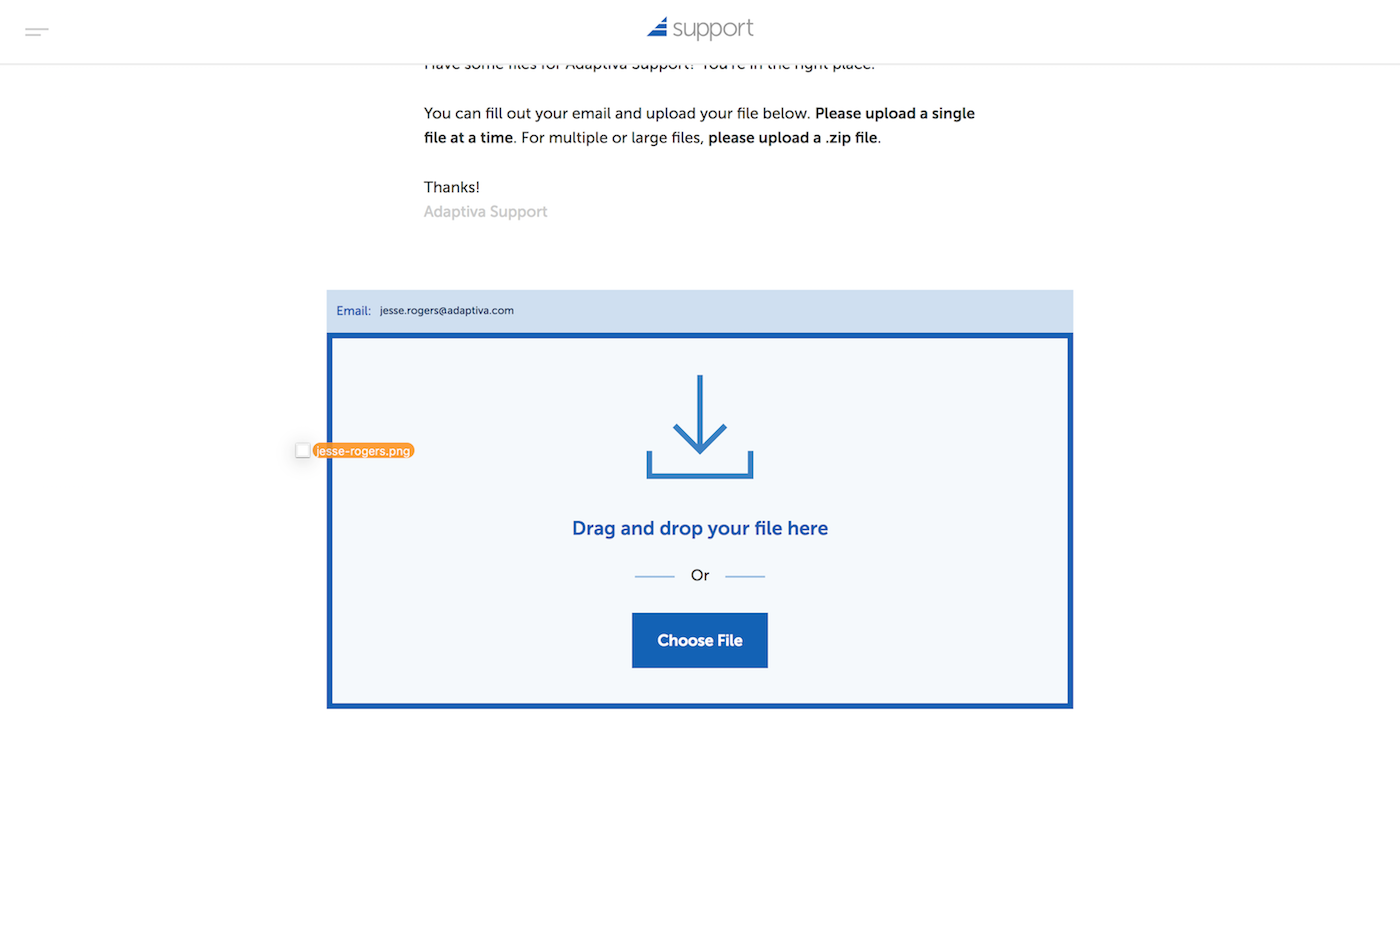 support
Have some files for Adaptiva Support? You're in the right place.
You can fill out your email and upload your file below. Please upload a single
file at a time. For multiple or large files, please upload a .zip file.
Thanks!
Adaptiva Support
Email: jesse.rogers@adaptiva.com
jesse-rogers.png
Drag and drop your file here
Or
Choose File